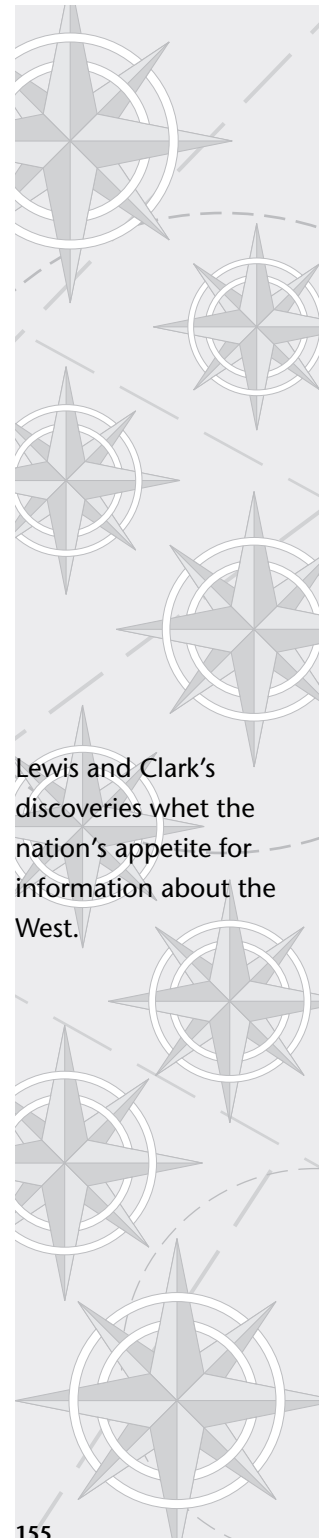 Lewis and Clark’s
discoveries whet the
nation’s appetite for
information about the
West.
155